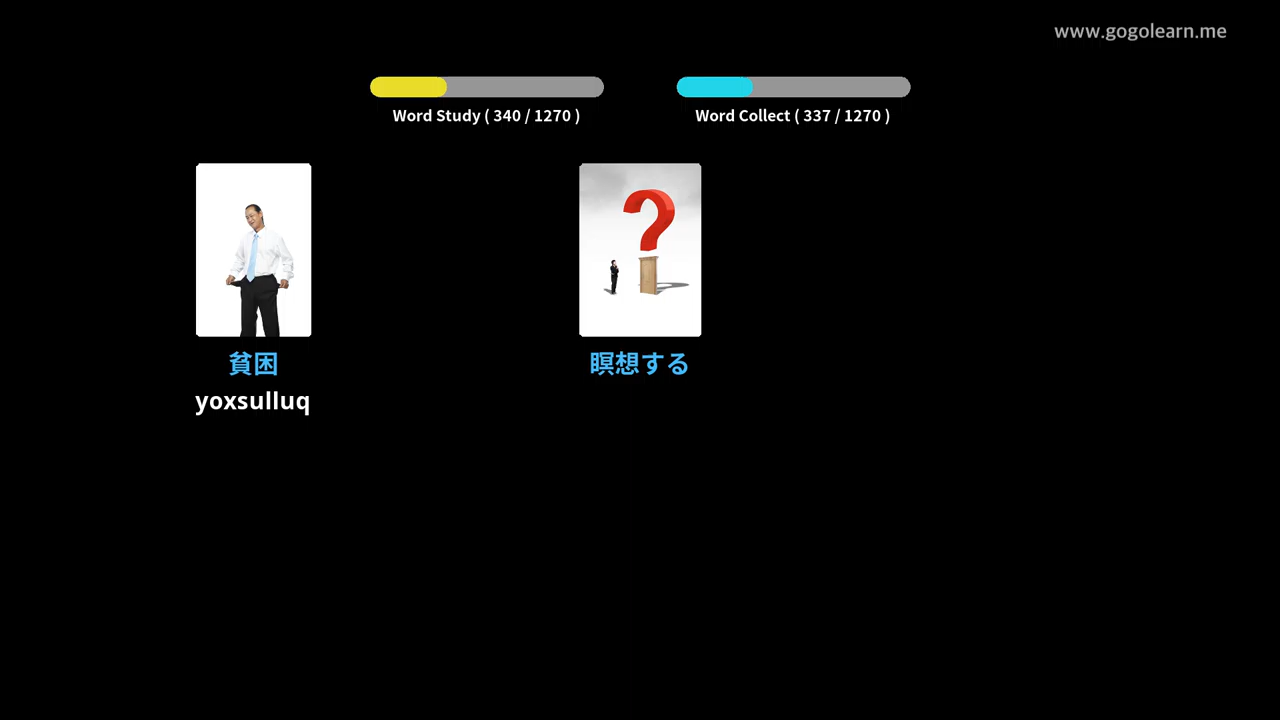 www.gogolearn.me
Word Study ( 340 / 1270 )
Word Collect ( 337 / 1270 )
貧困
瞑想する
yoxsulluq